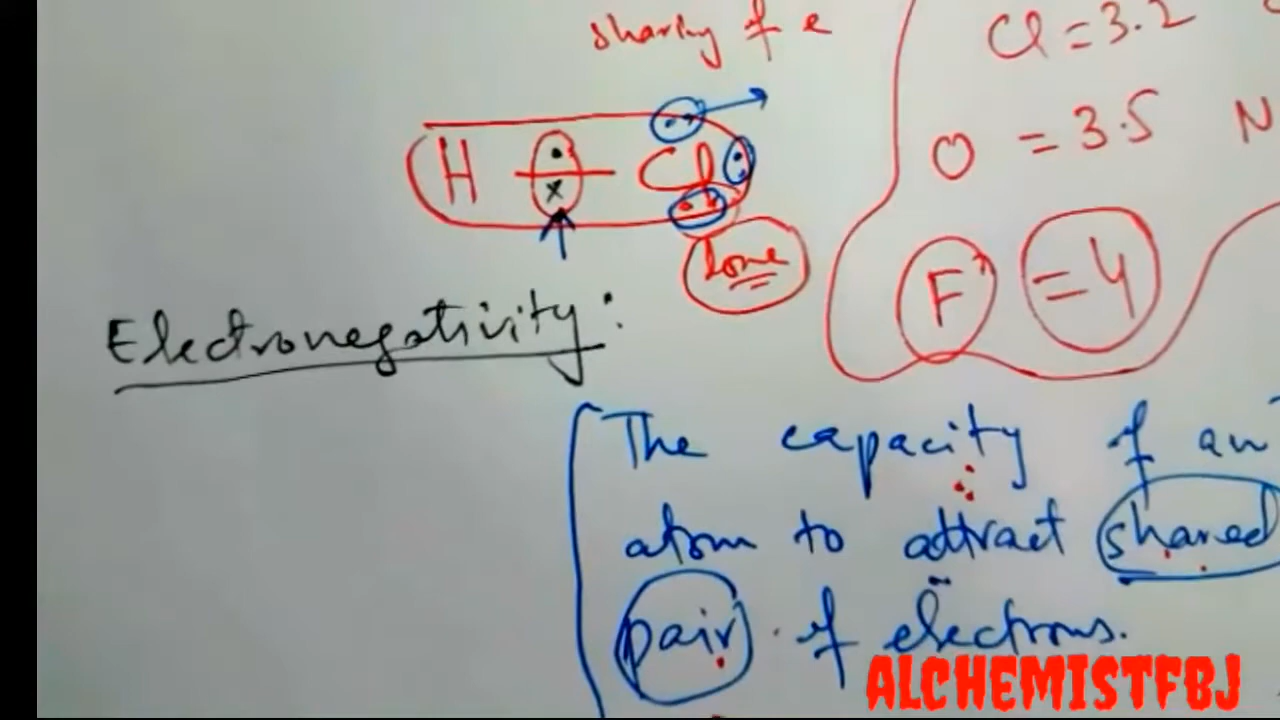 sharing of e
Cl = 3.2
H Cl
O = 3.5 N
lone
F = 4
Electronegativity:
The capacity of an
atom to attract shared
pair of electrons.
ALCHEMISTFBJ